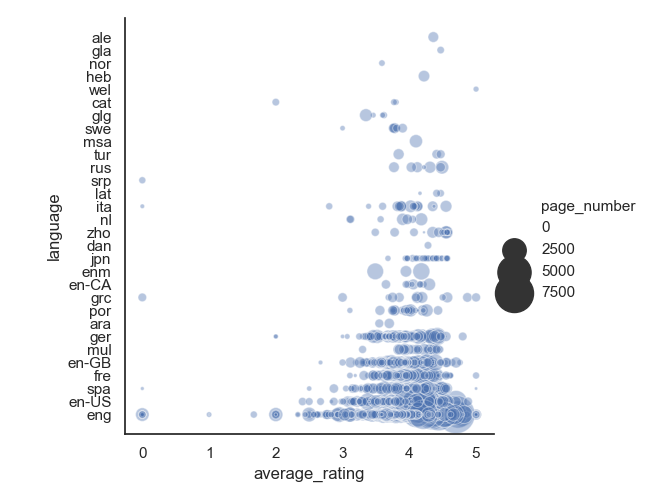 ale
gla
nor
heb
wel
cat
glg
swe
msa
tur
rus
srp
lat
ita
nl
zho
dan
jpn
enm
en-CA
grc
por
ara
ger
mul
en-GB
fre
spa
en-US
eng
language
0 1 2 3 4 5
average_rating
page_number
0
2500
5000
7500